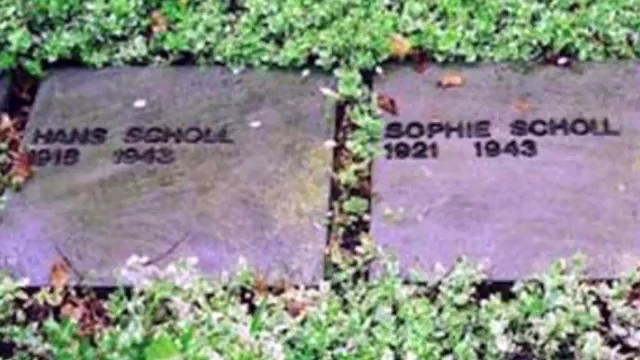 HANS SCHOLL
1918 1943
SOPHIE SCHOLL
1921 1943